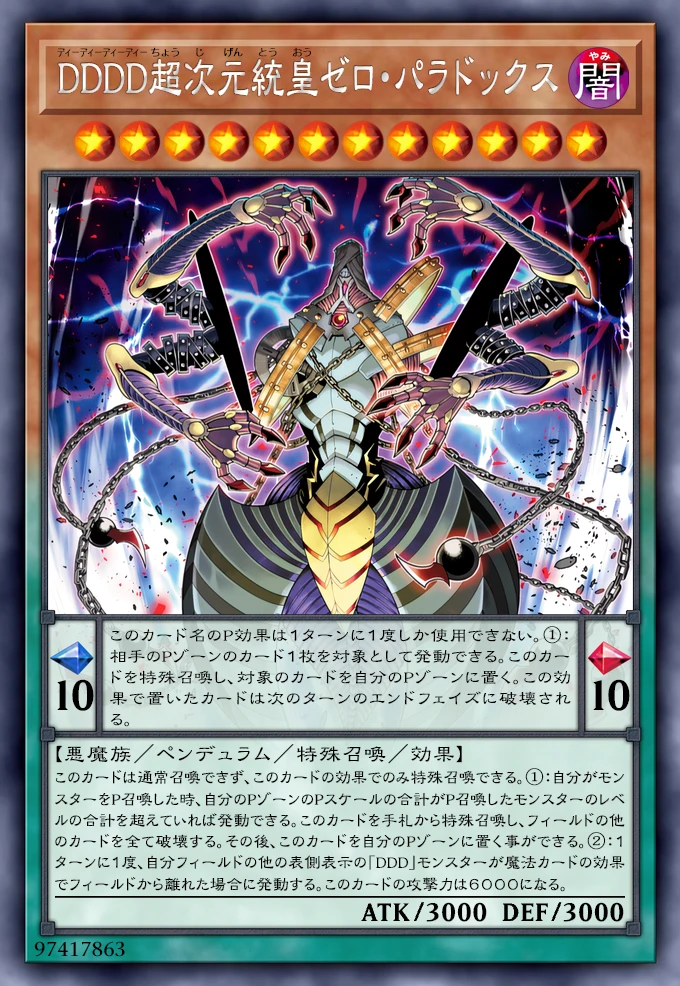 ディーディーディーディーちょうじげんとうおう
DDDD超次元統皇ゼロ・パラドックス
やみ
闇
このカード名のP効果は1ターンに1度しか使用できない。①:
相手のPゾーンのカード1枚を対象として発動できる。このカー
ドを特殊召喚し、対象のカードを自分のPゾーンに置く。この効
果で置いたカードは次のターンのエンドフェイズに破壊され
る。
10
10
【悪魔族/ペンデュラム/特殊召喚/効果】
このカードは通常召喚できず、このカードの効果でのみ特殊召喚できる。①:自分がモン
スターをP召喚した時、自分のPゾーンのPスケールの合計がP召喚したモンスターのレベ
ルの合計を超えていれば発動できる。このカードを手札から特殊召喚し、フィールドの他
のカードを全て破壊する。その後、このカードを自分のPゾーンに置く事ができる。②:1
ターンに1度、自分フィールドの他の表側表示の「DDD」モンスターが魔法カードの効果
でフィールドから離れた場合に発動する。このカードの攻撃力は6000になる。
ATK/3000 DEF/3000
97417863